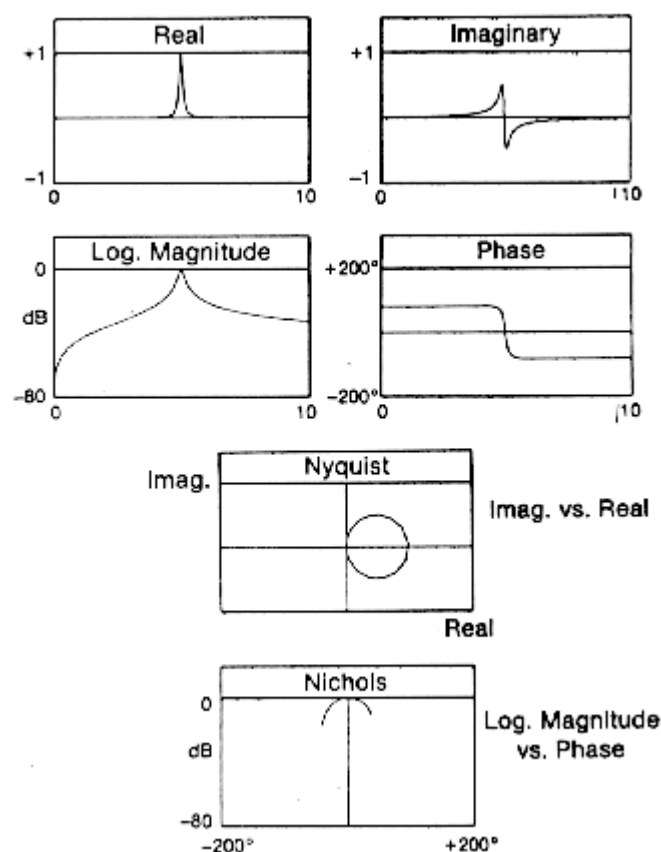 Real
+1
-1
0
10
Imaginary
+1
-1
0
10
Log. Magnitude
0
dB
-80
0
10
Phase
+200°
-200°
0
10
Nyquist
Imag.
Imag. vs. Real
Real
Nichols
0
dB
-80
-200°
+200°
Log. Magnitude
vs. Phase